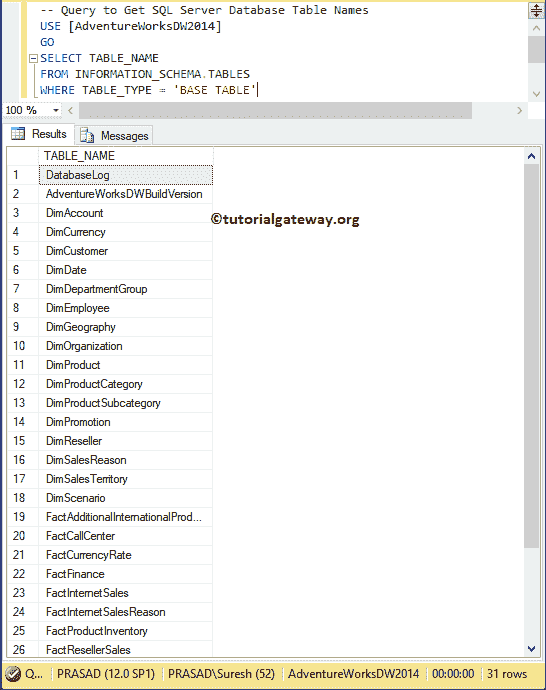 -- Query to Get SQL Server Database Table Names
USE [AdventureWorksDW2014]
GO
SELECT TABLE_NAME
FROM INFORMATION_SCHEMA.TABLES
WHERE TABLE_TYPE = 'BASE TABLE'
100 %
Results Messages
TABLE_NAME
1 DatabaseLog
2 AdventureWorksDWBuildVersion
3 DimAccount
©tutorialgateway.org
4 DimCurrency
5 DimCustomer
6 DimDate
7 DimDepartmentGroup
8 DimEmployee
9 DimGeography
10 DimOrganization
11 DimProduct
12 DimProductCategory
13 DimProductSubcategory
14 DimPromotion
15 DimReseller
16 DimSalesReason
17 DimSalesTerritory
18 DimScenario
19 FactAdditionalInternationalProd...
20 FactCallCenter
21 FactCurrencyRate
22 FactFinance
23 FactInternetSales
24 FactInternetSalesReason
25 FactProductInventory
26 FactResellerSales
Q... PRASAD (12.0 SP1) PRASAD\Suresh (52) AdventureWorksDW2014 00:00:00 31 rows